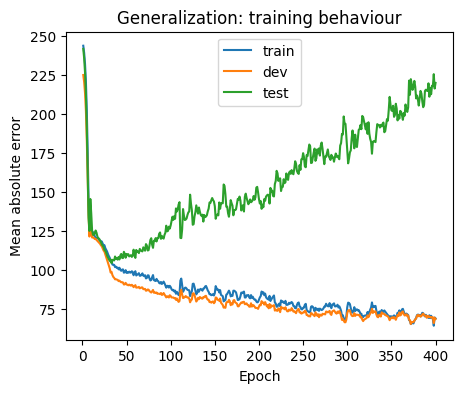 Generalization: training behaviour
250
225
200
175
150
125
100
75
Mean absolute error
train
dev
test
0
50
100
150
200
250
300
350
400
Epoch